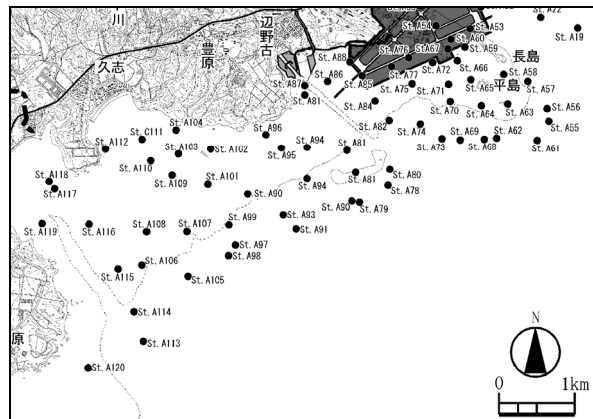 川
辺野古
豊原
久志
長島
平島
原
St. A22
St. A19
St. A54
St. A53
St. A60
St. A59
St. A76
St. A67
St. A88
St. A77
St. A72
St. A66
St. A58
St. A86
St. A87
St. A85
St. A75
St. A71
St. A65
St. A57
St. A81
St. A84
St. A70
St. A64
St. A63
St. A56
St. A55
St. A82
St. A74
St. A73
St. A69
St. A68
St. A62
St. A61
St. A104
St. C111
St. A96
St. A112
St. A103
St. A102
St. A95
St. A94
St. A81
St. A110
St. A118
St. A109
St. A101
St. A94
St. A81
St. A80
St. A117
St. A90
St. A78
St. A90
St. A79
St. A119
St. A116
St. A108
St. A107
St. A99
St. A93
St. A91
St. A97
St. A98
St. A106
St. A115
St. A105
St. A114
St. A113
St. A120
N
0 1km